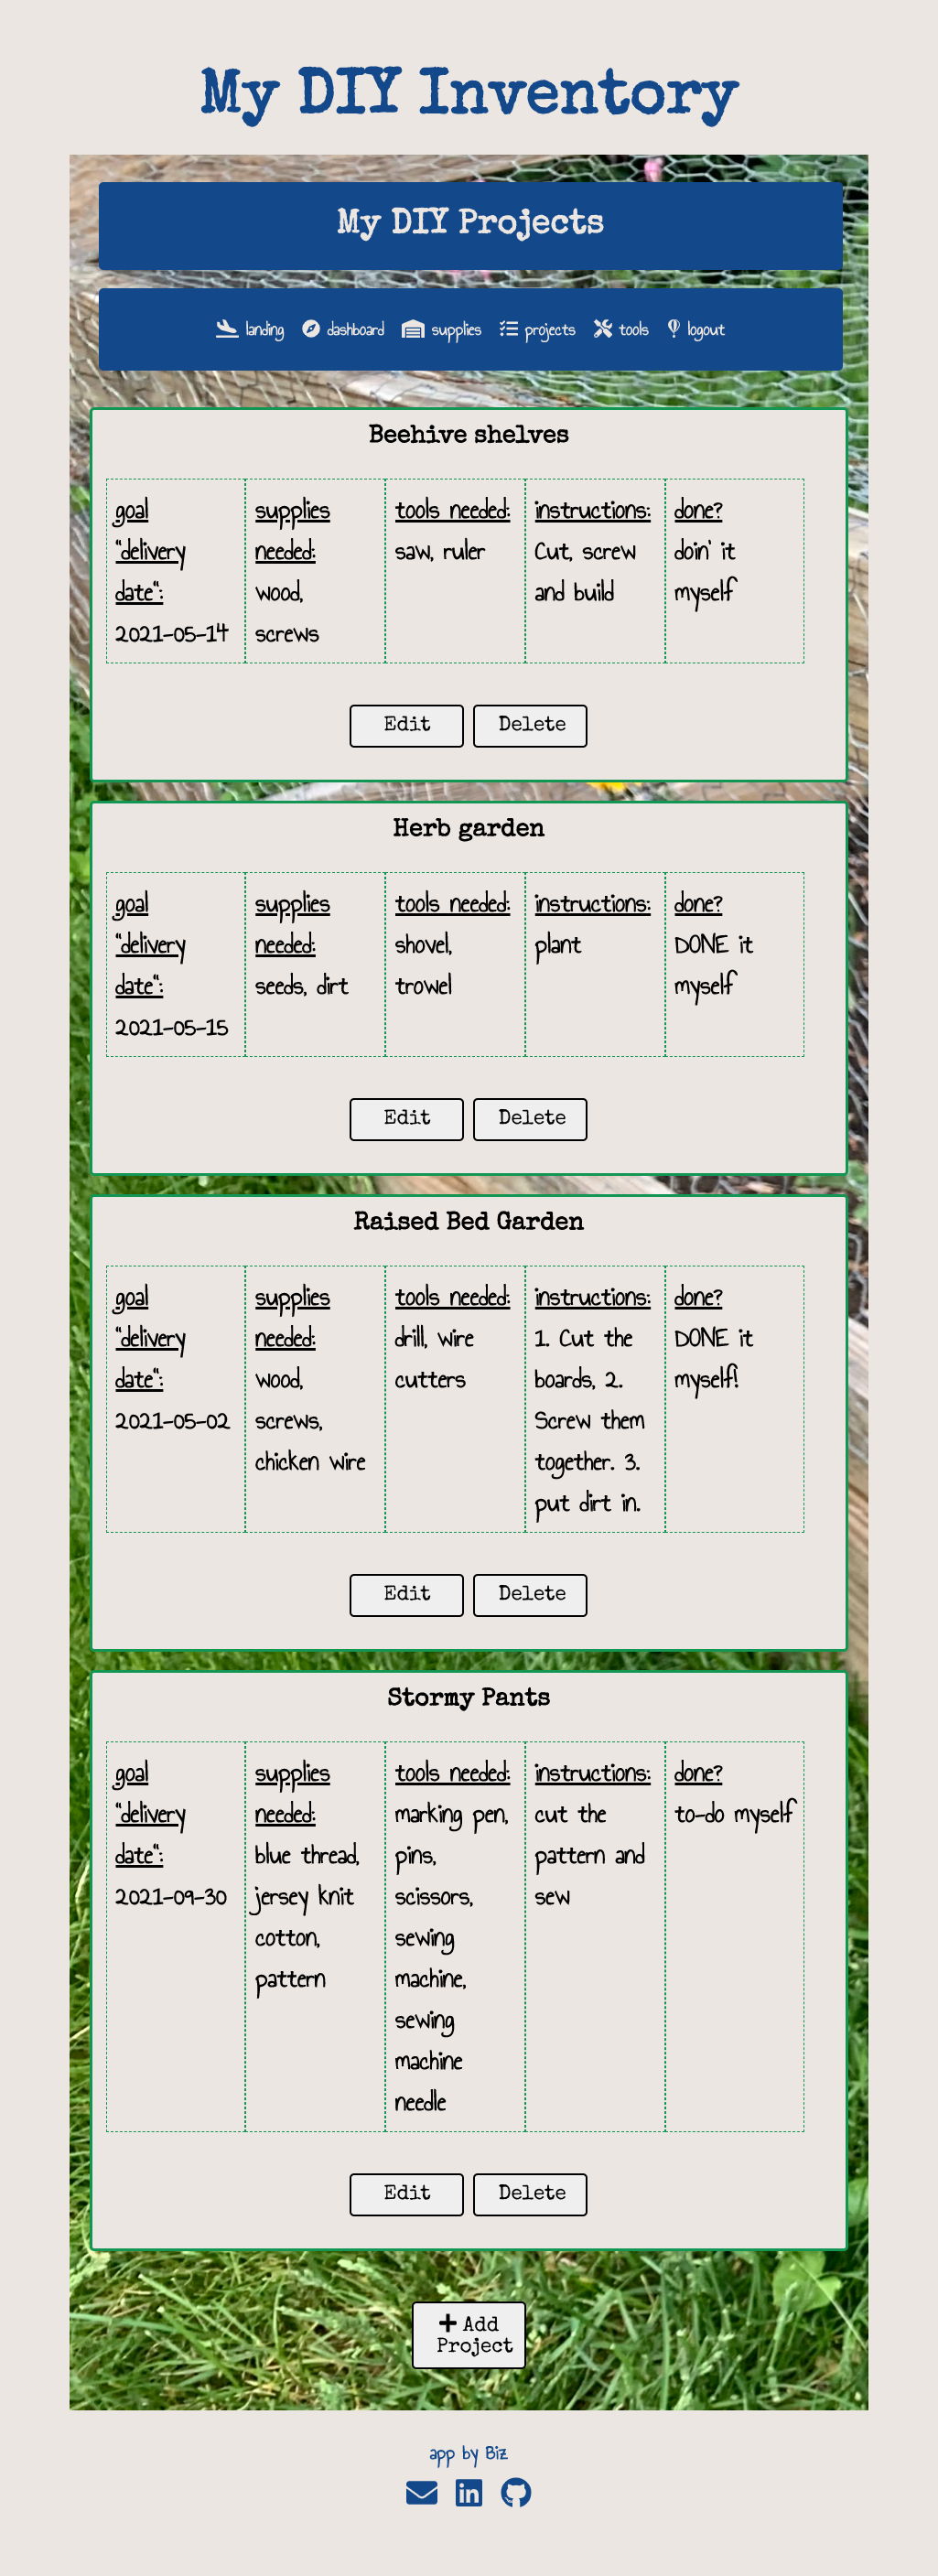 My DIY Inventory
My DIY Projects
landing dashboard supplies projects tools logout
Beehive shelves
goal
"delivery
date":
2021-05-14
supplies
needed:
wood,
screws
tools needed:
saw, ruler
instructions:
Cut, screw
and build
done?
doin' it
myself
Edit
Delete
Herb garden
goal
"delivery
date":
2021-05-15
supplies
needed:
seeds, dirt
tools needed:
shovel,
trowel
instructions:
plant
done?
DONE it
myself
Edit
Delete
Raised Bed Garden
goal
"delivery
date":
2021-05-02
supplies
needed:
wood,
screws,
chicken wire
tools needed:
drill, wire
cutters
instructions:
1. Cut the
boards, 2.
Screw them
together. 3.
put dirt in.
done?
DONE it
myself!
Edit
Delete
Stormy Pants
goal
"delivery
date":
2021-09-30
supplies
needed:
blue thread,
jersey knit
cotton,
pattern
tools needed:
marking pen,
pins,
scissors,
sewing
machine,
sewing
machine
needle
instructions:
cut the
pattern and
sew
done?
to-do myself
Edit
Delete
Add
Project
app by Biz